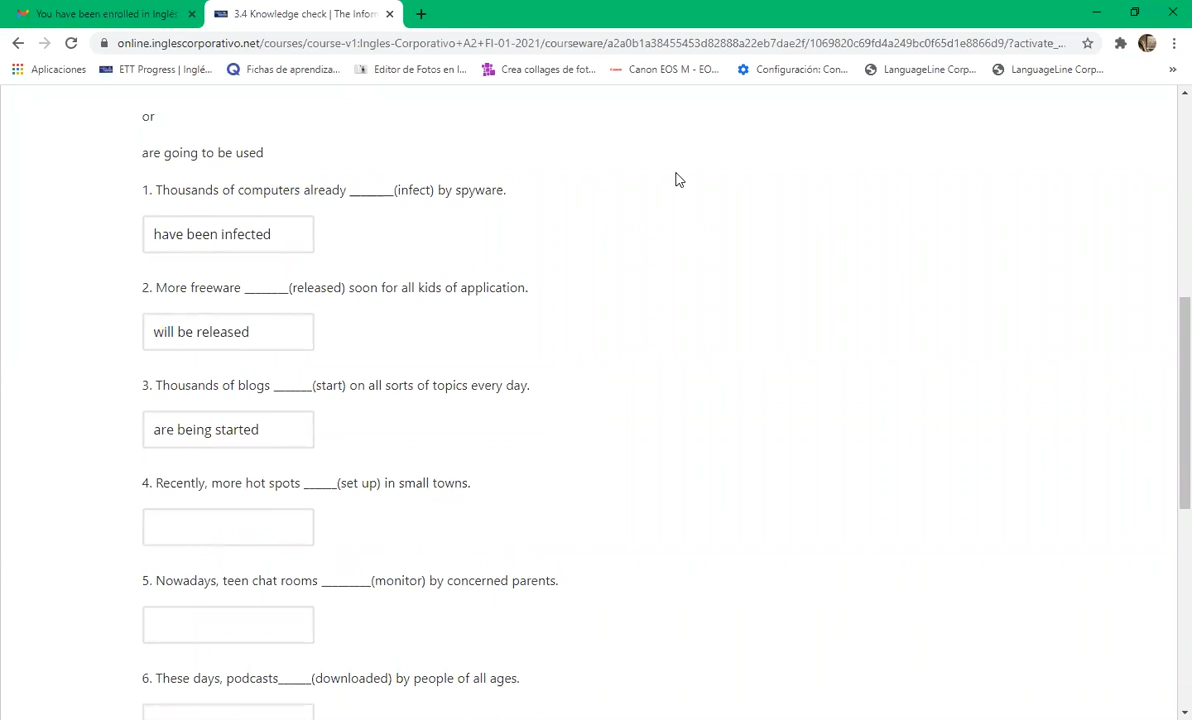 You have been enrolled in Inglés
3.4 Knowledge check | The Inform
online.inglescorporativo.net/courses/course-v1:Ingles-Corporativo+A2+FI-01-2021/courseware/a2a0b1a38455453d82888a22eb7dae2f/1069820c69fd4a249bc0f65d1e8866d9/?activate_...
Aplicaciones ETT Progress | Inglé... Fichas de aprendiza... Editor de Fotos en l... Crea collages de fot... Canon EOS M - EO... Configuración: Con... LanguageLine Corp... LanguageLine Corp... »
or
are going to be used
1. Thousands of computers already _______(infect) by spyware.
have been infected
2. More freeware _______(released) soon for all kids of application.
will be released
3. Thousands of blogs ______(start) on all sorts of topics every day.
are being started
4. Recently, more hot spots _____(set up) in small towns.
5. Nowadays, teen chat rooms ________(monitor) by concerned parents.
6. These days, podcasts_____(downloaded) by people of all ages.